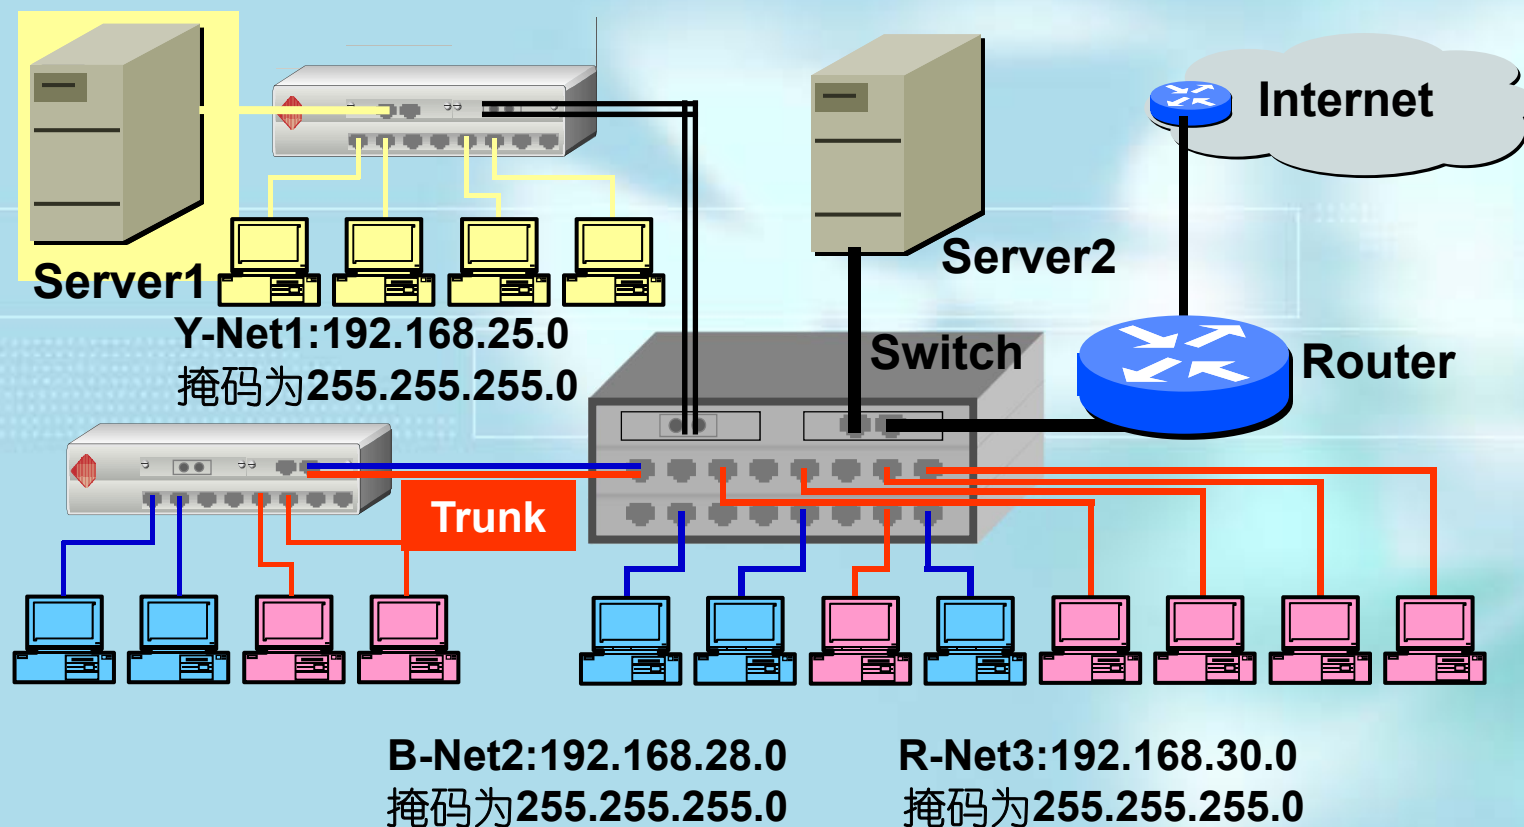 Internet
Server2
Server1
Y-Net1:192.168.25.0
掩码为255.255.255.0
Switch
Router
Trunk
B-Net2:192.168.28.0
掩码为255.255.255.0
R-Net3:192.168.30.0
掩码为255.255.255.0